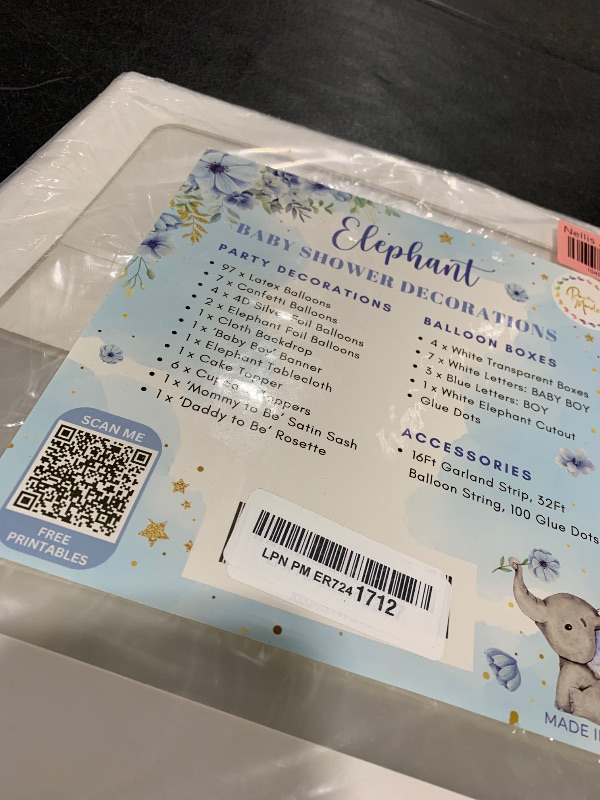 Elephant
BABY SHOWER DECORATIONS
PARTY DECORATIONS
• 97 x Latex Balloons
• 7 x Confetti Balloons
• 4 x 4D Silver Foil Balloons
• 2 x Elephant Foil Balloons
• 1 x Cloth Backdrop
• 1 x 'Baby Boy' Banner
• 1 x Elephant Tablecloth
• 1 x Cake Topper
• 6 x Toppers
• 1 x 'Mommy to Be' Satin Sash
• 1 x 'Daddy to Be' Rosette
BALLOON BOXES
• 4 x White Transparent Boxes
• 7 x White Letters: BABY BOY
• 3 x Blue Letters: BOY
• 1 x White Elephant Cutout
• Glue Dots
ACCESSORIES
• 16Ft Garland Strip, 32Ft
Balloon String, 100 Glue Dots
SCAN ME
FREE
PRINTABLES
LPN PM ER7241712
Nellis
MADE